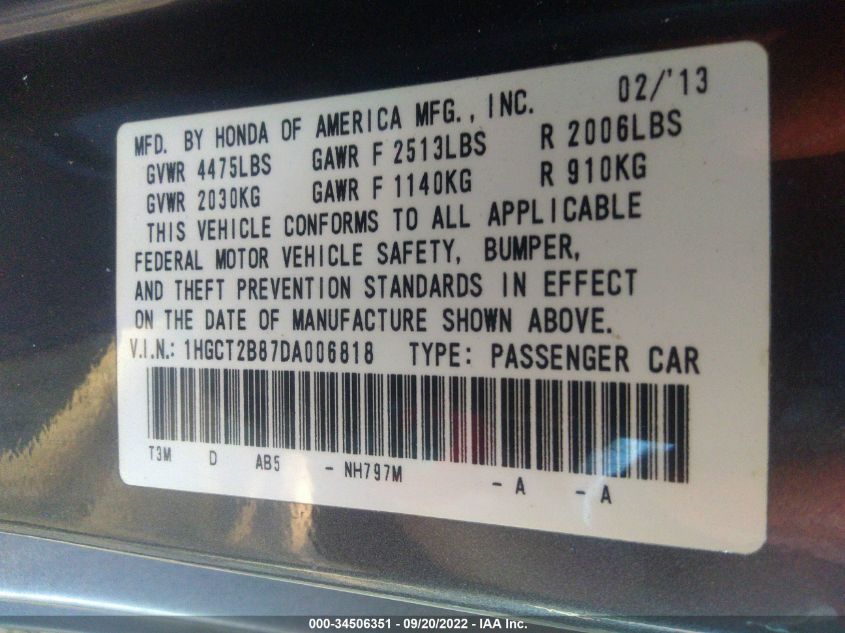 02/'13
MFD. BY HONDA OF AMERICA MFG., INC.
GVWR 4475LBS GAWR F 2513LBS R 2006LBS
GVWR 2030KG GAWR F 1140KG R 910KG
THIS VEHICLE CONFORMS TO ALL APPLICABLE
FEDERAL MOTOR VEHICLE SAFETY, BUMPER,
AND THEFT PREVENTION STANDARDS IN EFFECT
ON THE DATE OF MANUFACTURE SHOWN ABOVE.
V.I.N.: 1HGCT2B87DA006818 TYPE: PASSENGER CAR
T3M D AB5 - NH797M - A - A
000-34506351 / 09/20/2022 - IAA Inc.